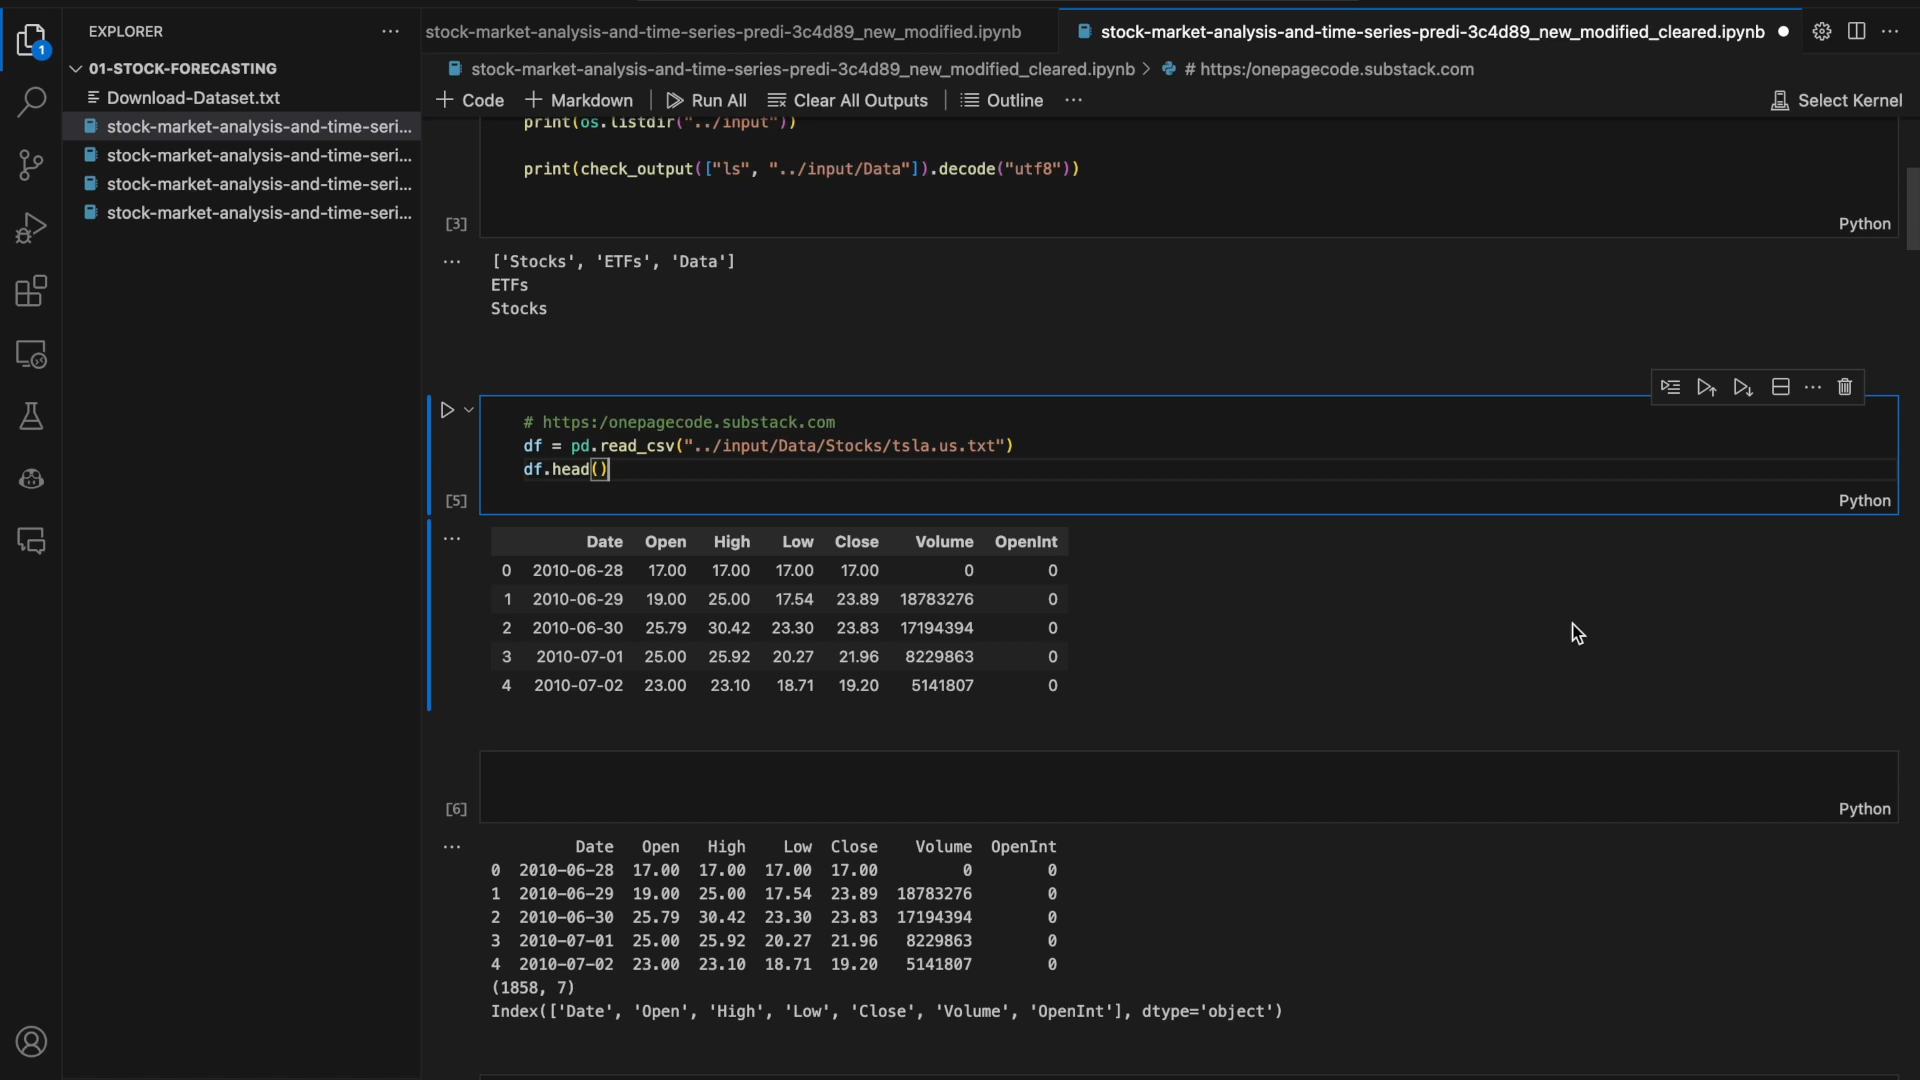 EXPLORER
1
01-STOCK-FORECASTING
Download-Dataset.txt
stock-market-analysis-and-time-seri...
stock-market-analysis-and-time-seri...
stock-market-analysis-and-time-seri...
stock-market-analysis-and-time-seri...
stock-market-analysis-and-time-series-predi-3c4d89_new_modified.ipynb
stock-market-analysis-and-time-series-predi-3c4d89_new_modified_cleared.ipynb
stock-market-analysis-and-time-series-predi-3c4d89_new_modified_cleared.ipynb > # https:/onepagecode.substack.com
+ Code + Markdown Run All Clear All Outputs Outline ... Select Kernel
print(os.listdir("../input"))
print(check_output(["ls", "../input/Data"]).decode("utf8"))
[3] Python
['Stocks', 'ETFs', 'Data']
ETFs
Stocks
# https:/onepagecode.substack.com
df = pd.read_csv("../input/Data/Stocks/tsla.us.txt")
df.head()
[5] Python
Date Open High Low Close Volume OpenInt
0 2010-06-28 17.00 17.00 17.00 17.00 0 0
1 2010-06-29 19.00 25.00 17.54 23.89 18783276 0
2 2010-06-30 25.79 30.42 23.30 23.83 17194394 0
3 2010-07-01 25.00 25.92 20.27 21.96 8229863 0
4 2010-07-02 23.00 23.10 18.71 19.20 5141807 0
[6] Python
Date Open High Low Close Volume OpenInt
0 2010-06-28 17.00 17.00 17.00 17.00 0 0
1 2010-06-29 19.00 25.00 17.54 23.89 18783276 0
2 2010-06-30 25.79 30.42 23.30 23.83 17194394 0
3 2010-07-01 25.00 25.92 20.27 21.96 8229863 0
4 2010-07-02 23.00 23.10 18.71 19.20 5141807 0
(1858, 7)
Index(['Date', 'Open', 'High', 'Low', 'Close', 'Volume', 'OpenInt'], dtype='object')